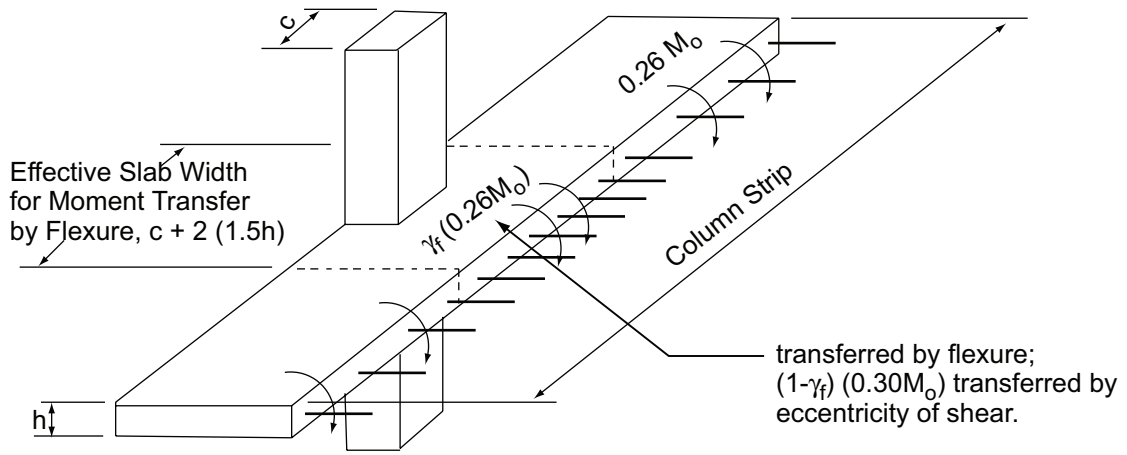 c
0.26 Mₒ
Effective Slab Width
for Moment Transfer
by Flexure, c + 2 (1.5h)
γf (0.26Mₒ)
Column Strip
transferred by flexure;
(1-γf) (0.30Mₒ) transferred by
eccentricity of shear.
h